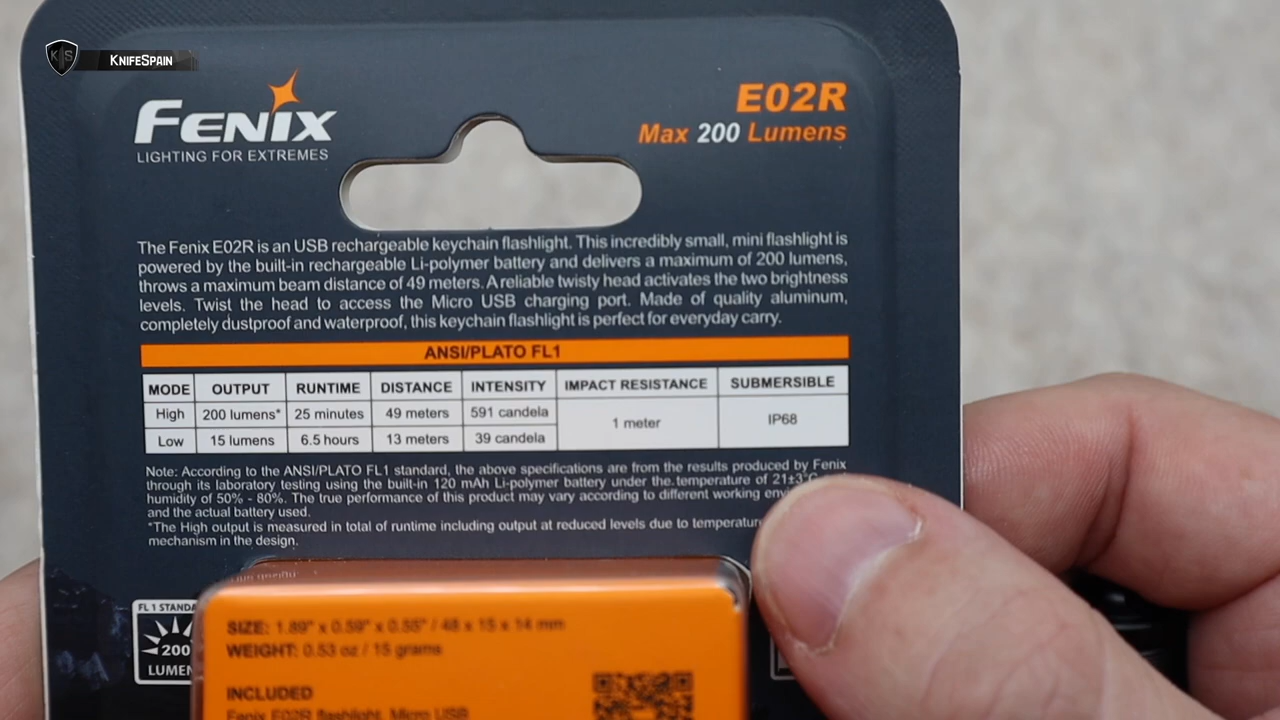 KS KNIFESPAIN
FENIX
LIGHTING FOR EXTREMES
E02R
Max 200 Lumens
The Fenix E02R is an USB rechargeable keychain flashlight. This incredibly small, mini flashlight is
powered by the built-in rechargeable Li-polymer battery and delivers a maximum of 200 lumens,
throws a maximum beam distance of 49 meters. A reliable twisty head activates the two brightness
levels. Twist the head to access the Micro USB charging port. Made of quality aluminum,
completely dustproof and waterproof, this keychain flashlight is perfect for everyday carry.
ANSI/PLATO FL1
MODE OUTPUT RUNTIME DISTANCE INTENSITY IMPACT RESISTANCE SUBMERSIBLE
High 200 lumens* 25 minutes 49 meters 591 candela 1 meter IP68
Low 15 lumens 6.5 hours 13 meters 39 candela
Note: According to the ANSI/PLATO FL1 standard, the above specifications are from the results produced by Fenix
through its laboratory testing using the built-in 120 mAh Li-polymer battery under the temperature of 21±3°C
humidity of 50% - 80%. The true performance of this product may vary according to different working
and the actual battery used.
*The High output is measured in total of runtime including output at reduced levels due to
mechanism in the design.
FL 1
200
SIZE: 1.89" x 0.59" x 0.55" / 48 x 15 x 14 mm
WEIGHT: 0.53 oz / 15 grams
INCLUDED
Fenix E02R flashlight, Micro USB